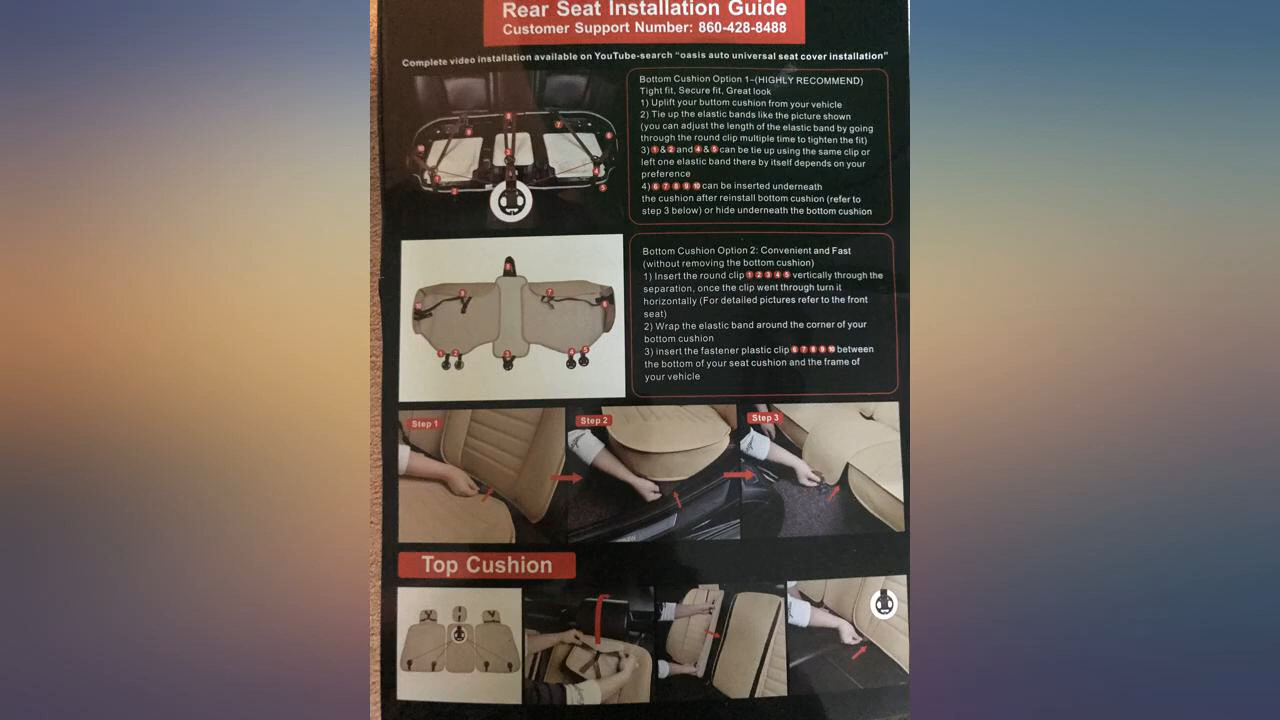 Rear Seat Installation Guide
Customer Support Number: 860-428-8488
Complete video installation available on YouTube-search "oasis auto universal seat cover installation"
Bottom Cushion Option 1-(HIGHLY RECOMMEND)
Tight fit, Secure fit, Great look
1) Uplift your buttom cushion from your vehicle
2) Tie up the elastic bands like the picture shown
(you can adjust the length of the elastic band by going
through the round clip multiple time to tighten the fit)
3) 1 & 2 and 4 & 5 can be tie up using the same clip or
left one elastic band there by itself depends on your
preference
4) 6 7 8 9 10 can be inserted underneath
the cushion after reinstall bottom cushion (refer to
step 3 below) or hide underneath the bottom cushion
Bottom Cushion Option 2: Convenient and Fast
(without removing the bottom cushion)
1) Insert the round clip 1 2 3 4 5 vertically through the
separation, once the clip went through turn it
horizontally (For detailed pictures refer to the front
seat)
2) Wrap the elastic band around the corner of your
bottom cushion
3) insert the fastener plastic clip 6 7 8 9 10 between
the bottom of your seat cushion and the frame of
your vehicle
Step 1
Step 2
Step 3
Top Cushion